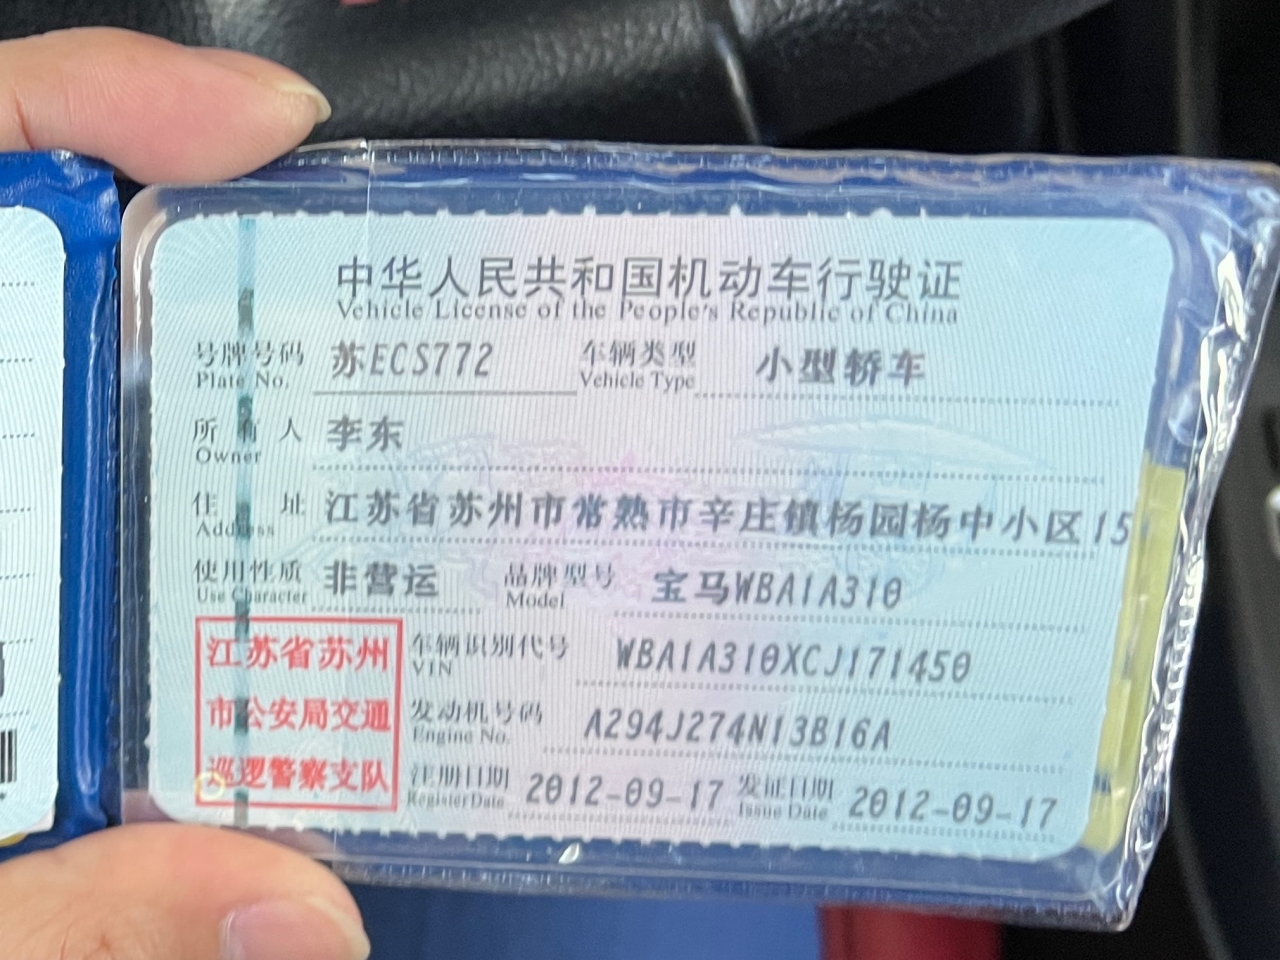 中华人民共和国机动车行驶证
Vehicle License of the People's Republic of China
号牌号码 苏ECS772 车辆类型 小型轿车
Plate No. Vehicle Type
所有人 李东
Owner
住址 江苏省苏州市常熟市辛庄镇杨园杨中小区15
Address
使用性质 非营运 品牌型号 宝马WBA1A310
Use Character Model
江苏省苏州
市公安局交通
巡逻警察支队
车辆识别代号 WBA1A310XCJ171450
VIN
发动机号码 A294J274N13B16A
Engine No.
注册日期 2012-09-17 发证日期 2012-09-17
Register Date Issue Date